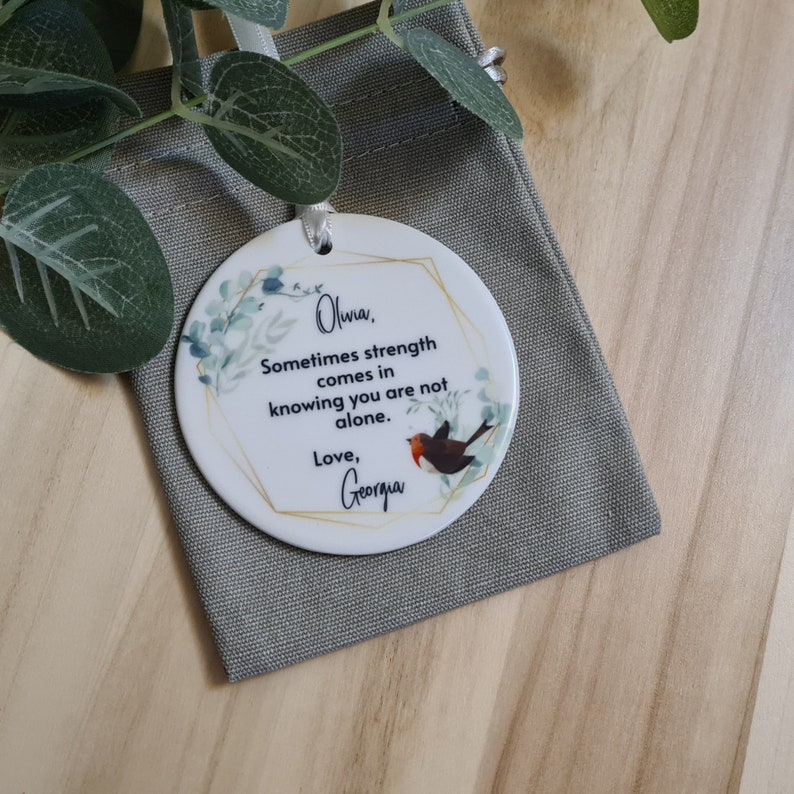 Olivia,
Sometimes strength
comes in
knowing you are not
alone.
Love,
Georgia